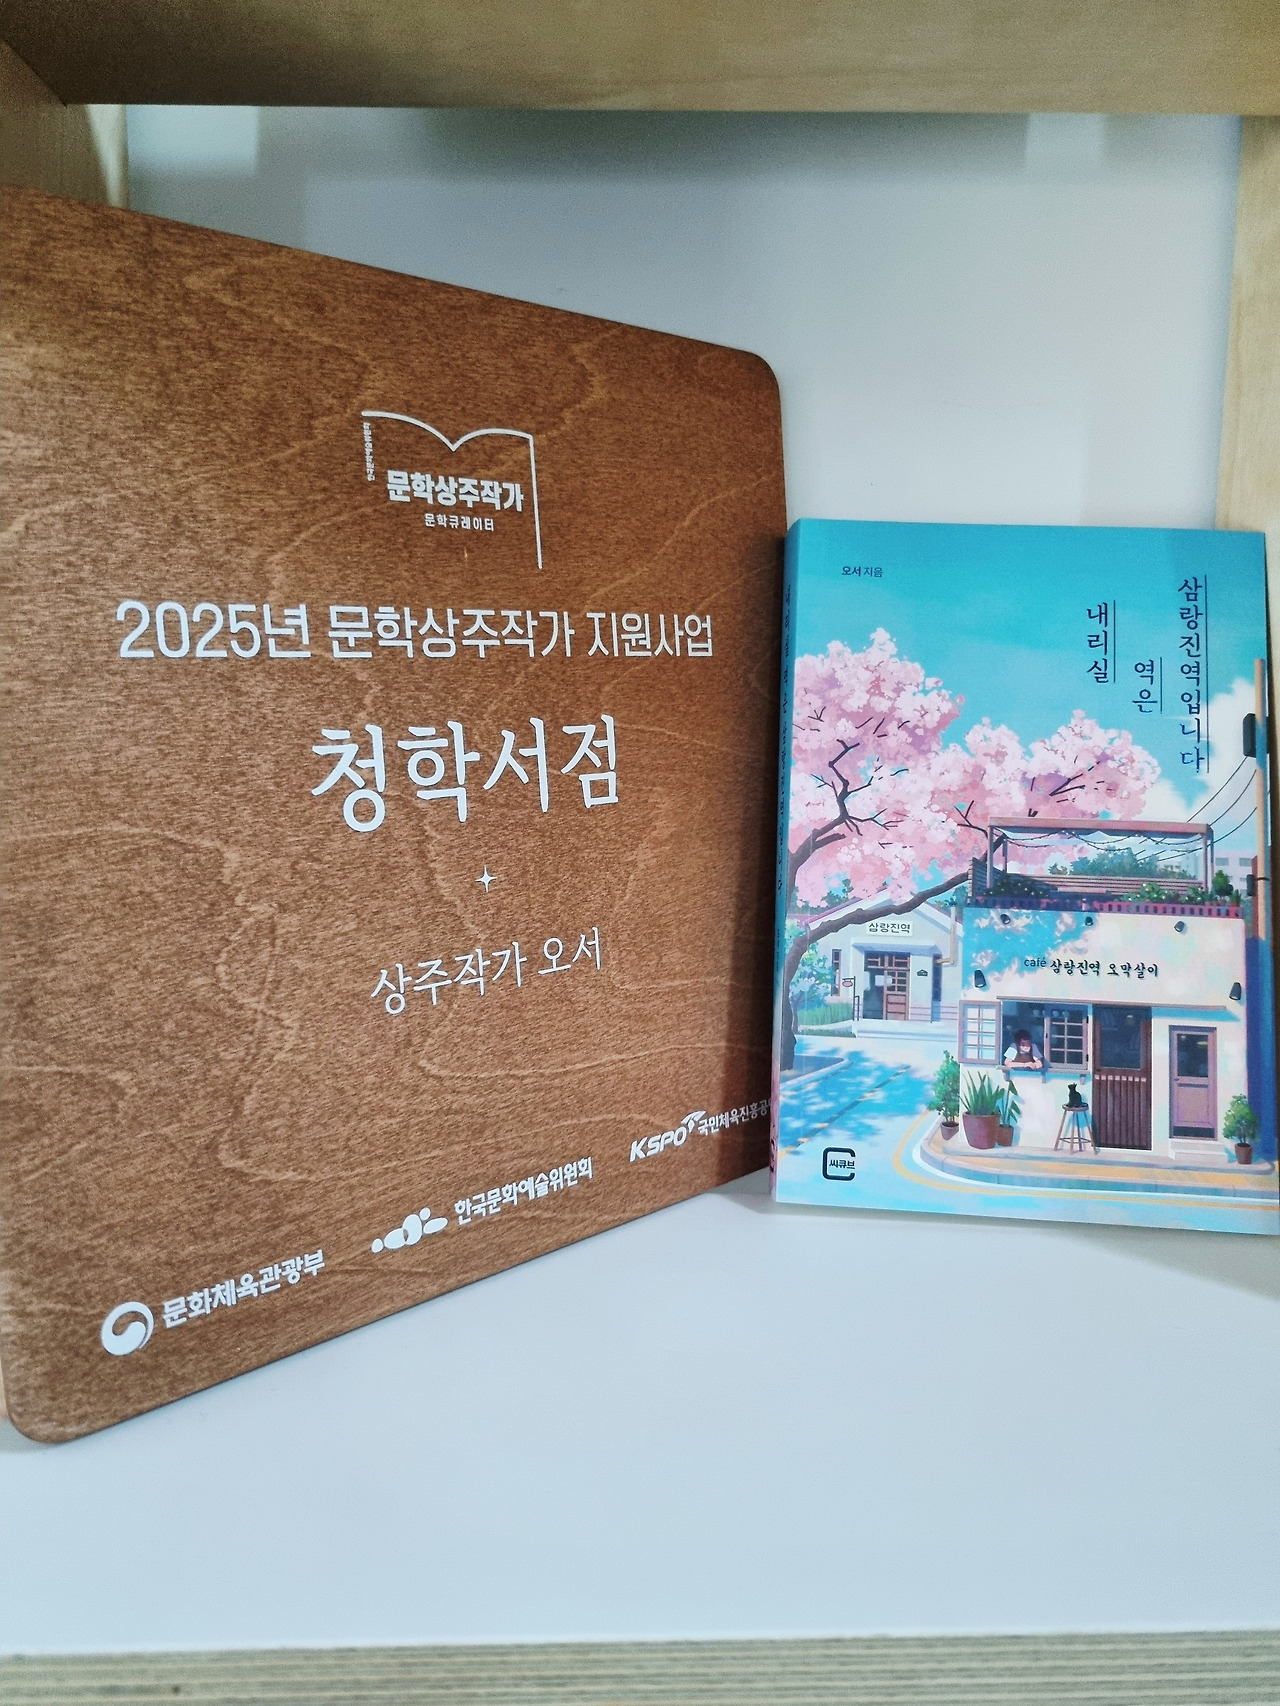 문학상주작가
문학큐레이터
2025년 문학상주작가 지원사업
청학서점
상주작가 오서
문화체육관광부
한국문화예술위원회
KSPO 국민체육진흥공
오서 지음
내리실
역은
삼랑진역입니다
삼랑진역
café 삼랑진역 오막살이
씨큐브